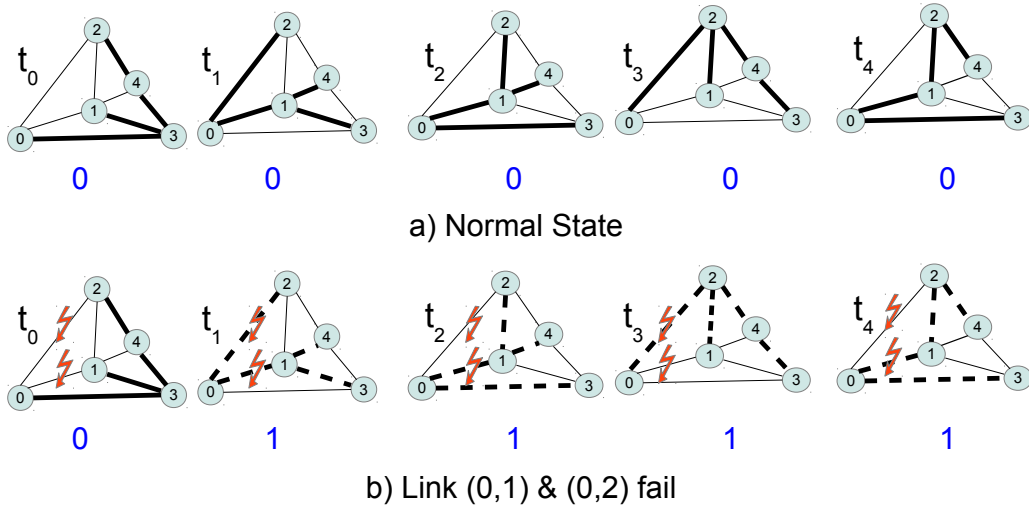 t0 2 4 1 0 3
t1 2 4 1 0 3
t2 2 4 1 0 3
t3 2 4 1 0 3
t4 2 4 1 0 3
0 0 0 0 0
a) Normal State
t0 2 4 1 0 3
t1 2 4 1 0 3
t2 2 4 1 0 3
t3 2 4 1 0 3
t4 2 4 1 0 3
0 1 1 1 1
b) Link (0,1) & (0,2) fail